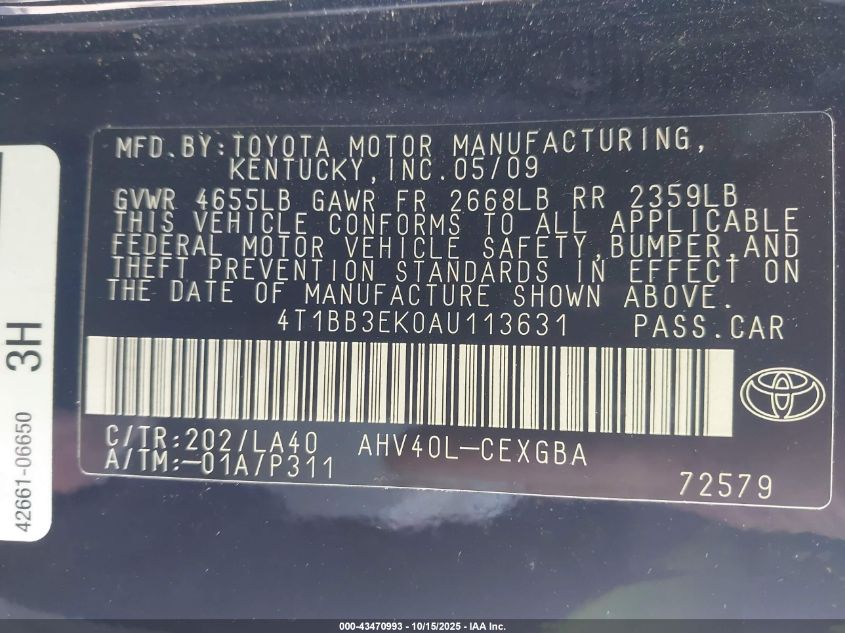 MFD.BY:TOYOTA MOTOR MANUFACTURING,
KENTUCKY,INC.05/09
GVWR 4655LB GAWR FR 2668LB RR 2359LB
THIS VEHICLE CONFORMS TO ALL APPLICABLE
FEDERAL MOTOR VEHICLE SAFETY,BUMPER,AND
THEFT PREVENTION STANDARDS IN EFFECT ON
THE DATE OF MANUFACTURE SHOWN ABOVE.
4T1BB3EK0AU113631 PASS.CAR
C/TR:202/LA40 AHV40L-CEXGBA
A/TM:-01A/P311
72579
3H
42661-06650
000-43470993 - 10/15/2025 - IAA Inc.